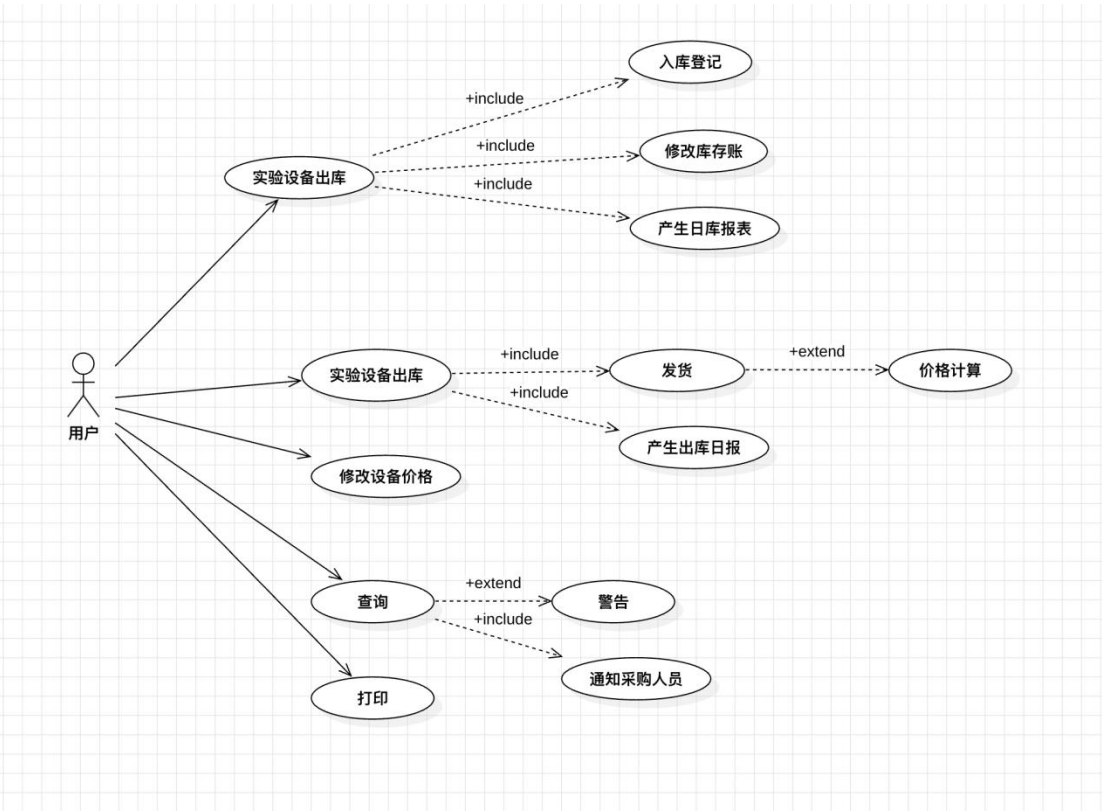 入库登记
+include
+include
修改库存账
实验设备出库
+include
产生日库报表
+include
+extend
实验设备出库
发货
价格计算
+include
用户
产生出库日报
修改设备价格
+extend
查询
警告
+include
通知采购人员
打印